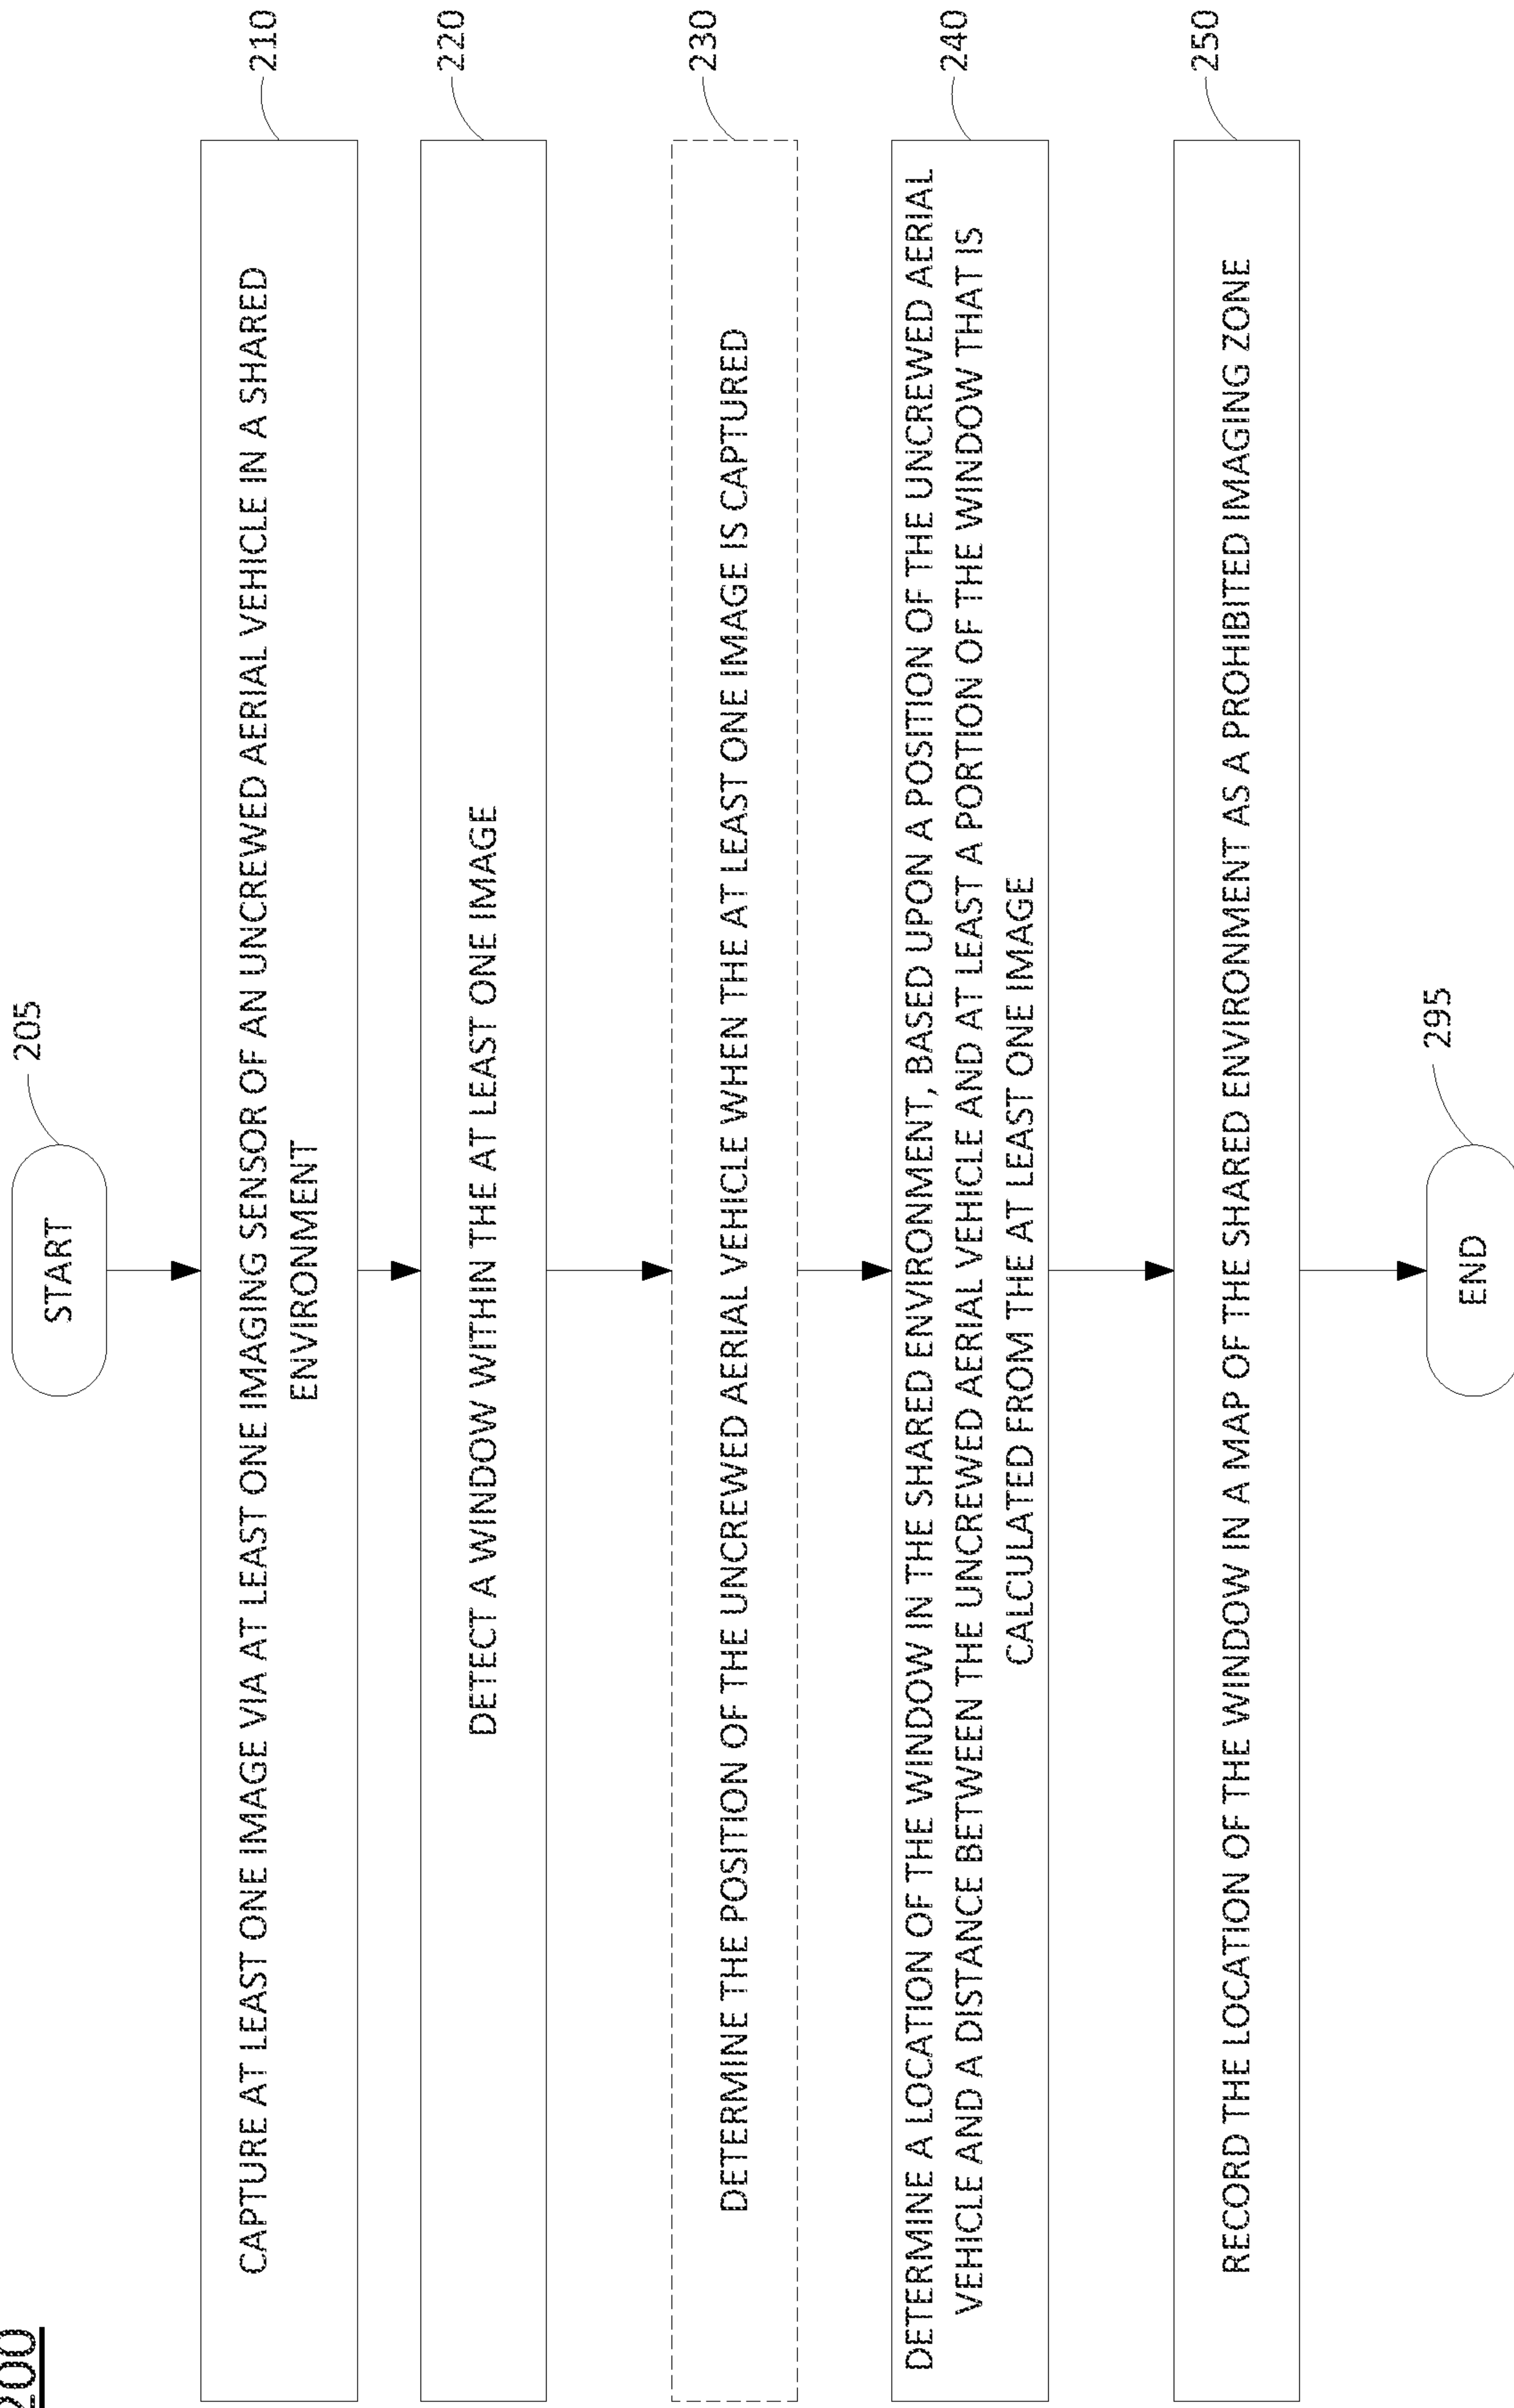 200
START
205
CAPTURE AT LEAST ONE IMAGE VIA AT LEAST ONE IMAGING SENSOR OF AN UNCREWED AERIAL VEHICLE IN A SHARED
ENVIRONMENT
210
DETECT A WINDOW WITHIN THE AT LEAST ONE IMAGE
220
DETERMINE THE POSITION OF THE UNCREWED AERIAL VEHICLE WHEN THE AT LEAST ONE IMAGE IS CAPTURED
230
DETERMINE A LOCATION OF THE WINDOW IN THE SHARED ENVIRONMENT, BASED UPON A POSITION OF THE UNCREWED AERIAL
VEHICLE AND A DISTANCE BETWEEN THE UNCREWED AERIAL VEHICLE AND AT LEAST A PORTION OF THE WINDOW THAT IS
CALCULATED FROM THE AT LEAST ONE IMAGE
240
RECORD THE LOCATION OF THE WINDOW IN A MAP OF THE SHARED ENVIRONMENT AS A PROHIBITED IMAGING ZONE
250
END
295